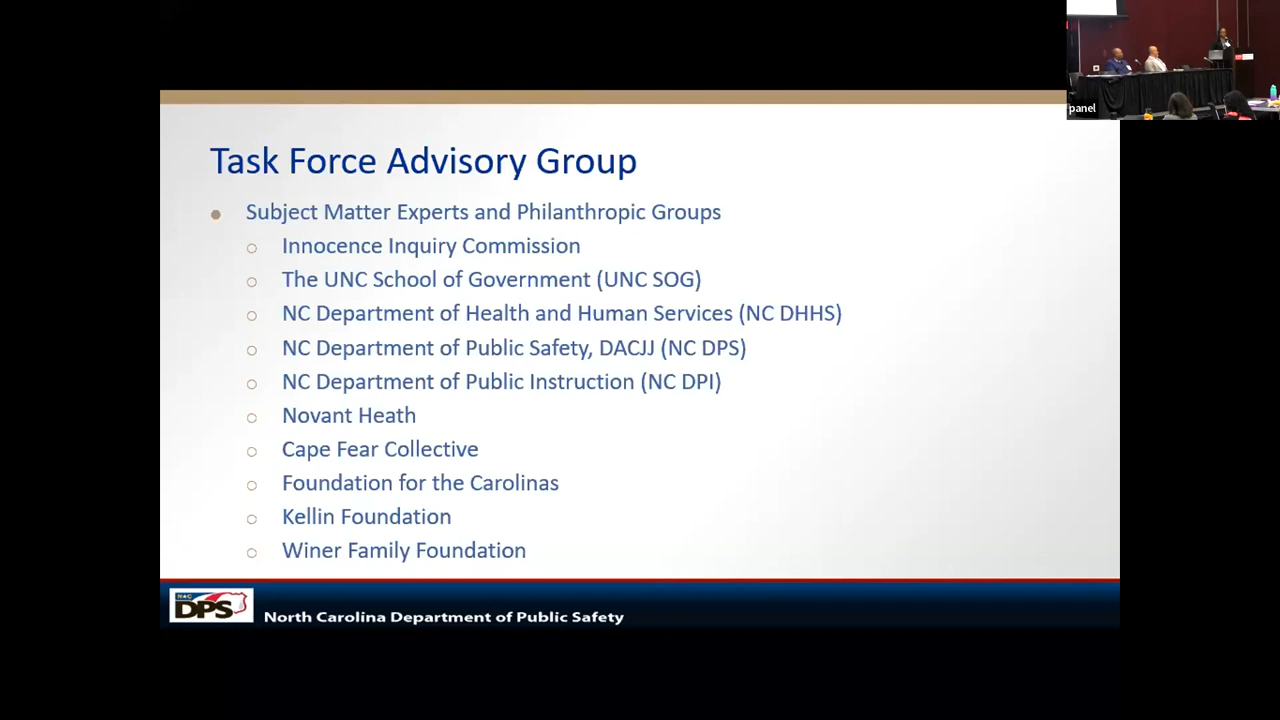 panel
Task Force Advisory Group
Subject Matter Experts and Philanthropic Groups
Innocence Inquiry Commission
The UNC School of Government (UNC SOG)
NC Department of Health and Human Services (NC DHHS)
NC Department of Public Safety, DACJJ (NC DPS)
NC Department of Public Instruction (NC DPI)
Novant Heath
Cape Fear Collective
Foundation for the Carolinas
Kellin Foundation
Winer Family Foundation
DPS
North Carolina Department of Public Safety